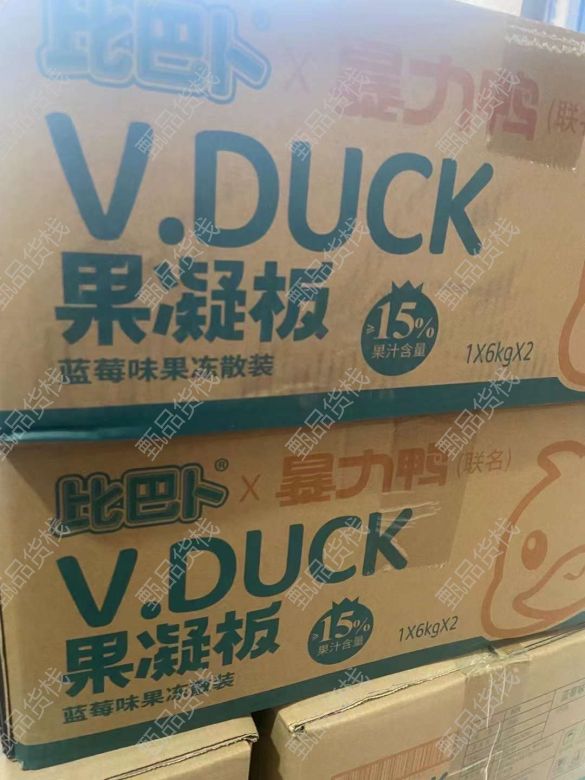 比巴卜 X 暴力鸭 (联名
V.DUCK
果凝板
≥15%
果汁含量
蓝莓味果冻散装
1X6kgX2
比巴卜® X 暴力鸭 (联名)
V.DUCK
果凝板
≥15%
果汁含量
蓝莓味果冻散装
1X6kgX2
甄品货栈